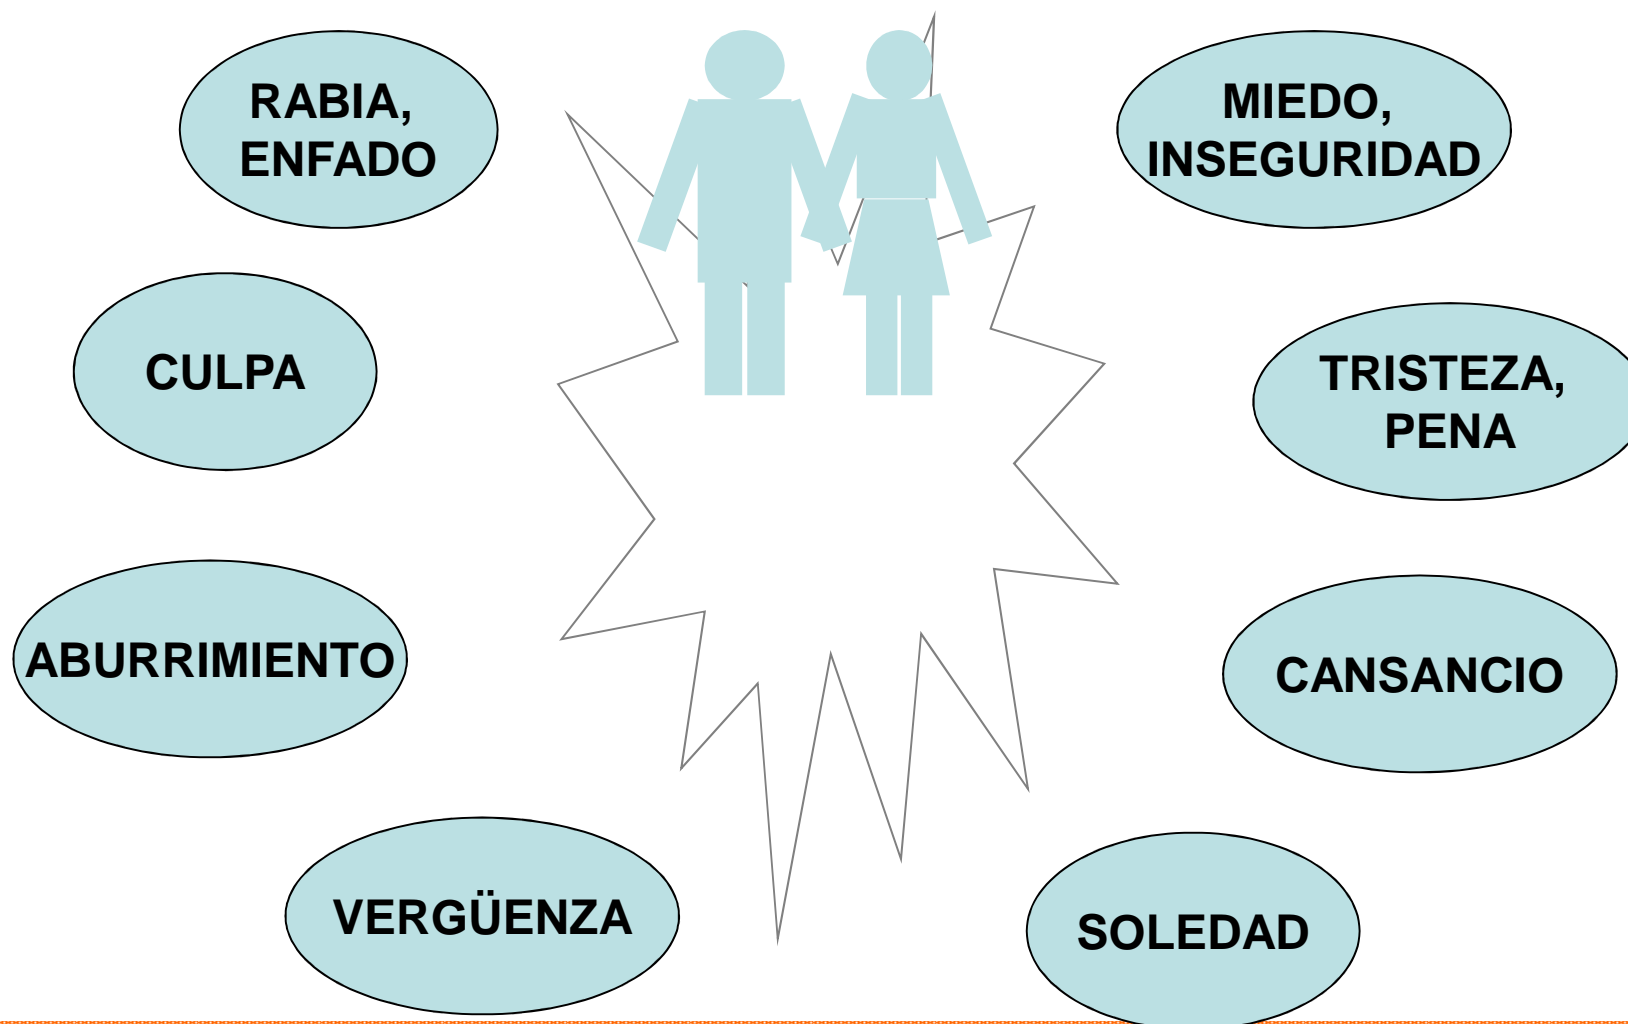 RABIA,
ENFADO
MIEDO,
INSEGURIDAD
CULPA
TRISTEZA,
PENA
ABURRIMIENTO
CANSANCIO
VERGÜENZA
SOLEDAD